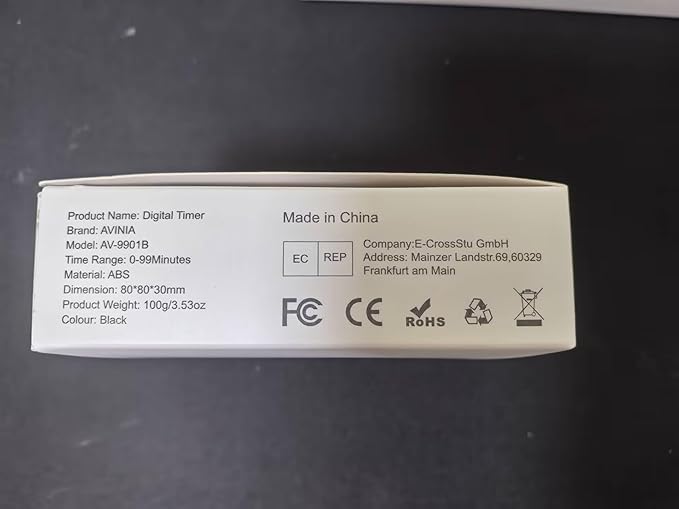 Product Name: Digital Timer
Brand: AVINIA
Model: AV-9901B
Time Range: 0-99Minutes
Material: ABS
Dimension: 80*80*30mm
Product Weight: 100g/3.53oz
Colour: Black
Made in China
EC REP
Company:E-CrossStu GmbH
Address: Mainzer Landstr.69,60329
Frankfurt am Main
FC CE RoHS